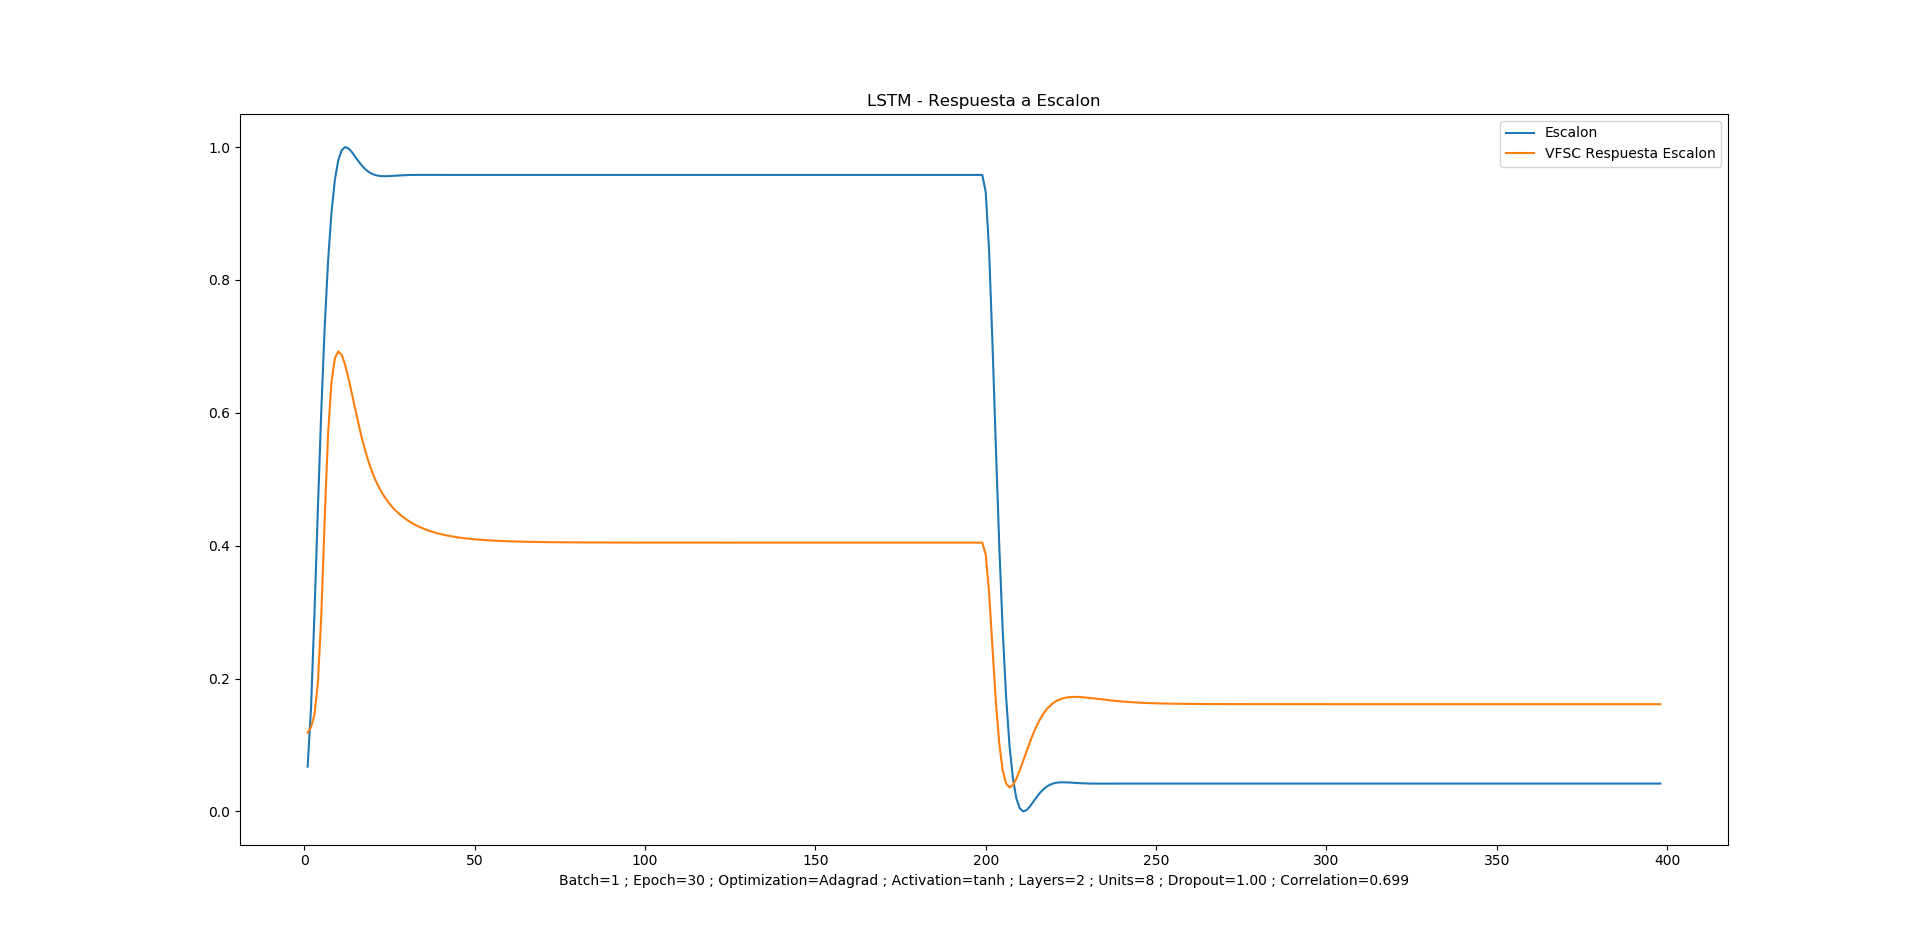 LSTM - Respuesta a Escalon
Escalon
VFSC Respuesta Escalon
1.0
0.8
0.6
0.4
0.2
0.0
0 50 100 150 200 250 300 350 400
Batch=1 ; Epoch=30 ; Optimization=Adagrad ; Activation=tanh ; Layers=2 ; Units=8 ; Dropout=1.00 ; Correlation=0.699